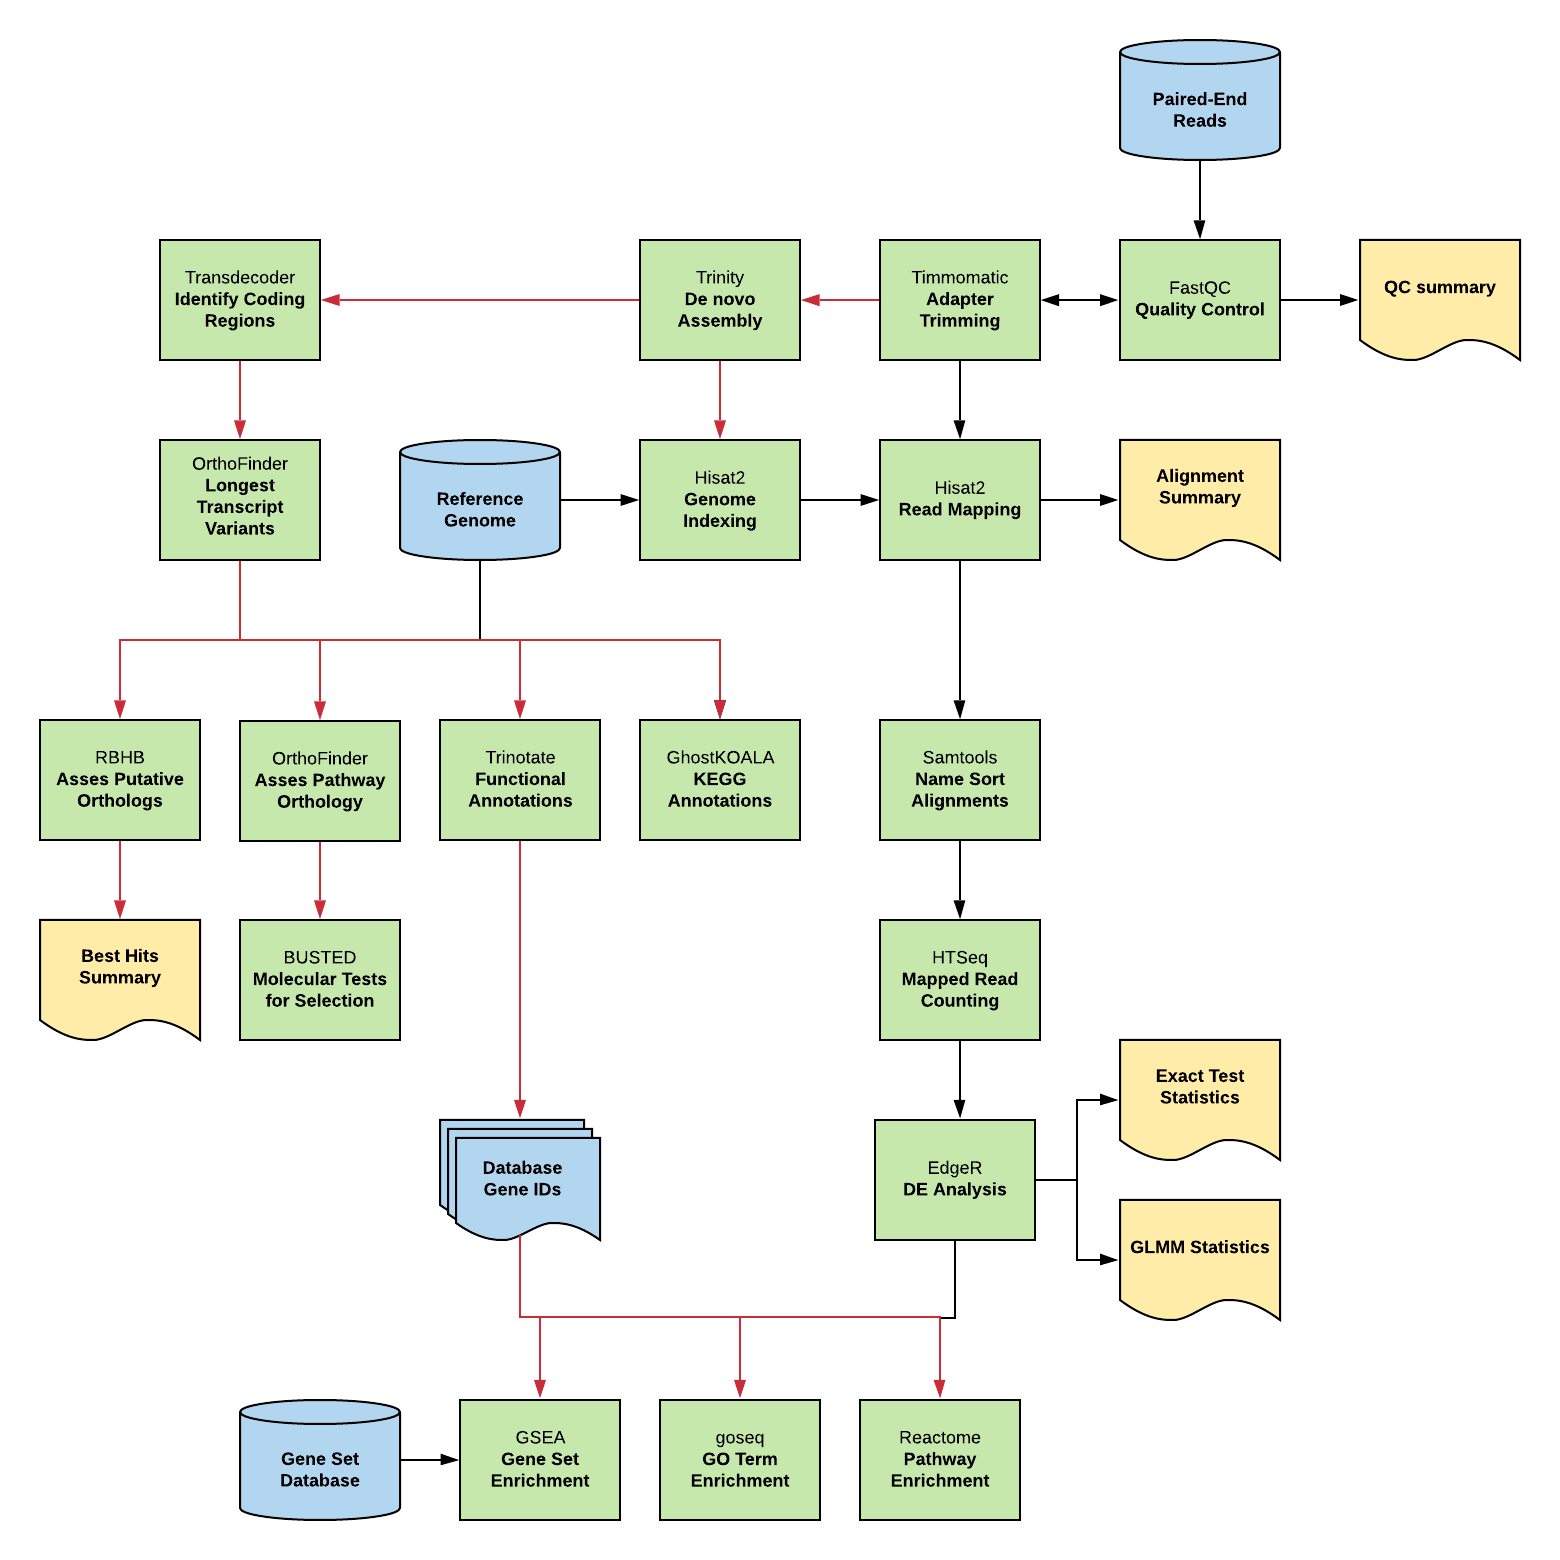 Paired-End
Reads
Transdecoder
Identify Coding
Regions
Trinity
De novo
Assembly
Timmomatic
Adapter
Trimming
FastQC
Quality Control
QC summary
OrthoFinder
Longest
Transcript
Variants
Reference
Genome
Hisat2
Genome
Indexing
Hisat2
Read Mapping
Alignment
Summary
RBHB
Asses Putative
Orthologs
OrthoFinder
Asses Pathway
Orthology
Trinotate
Functional
Annotations
GhostKOALA
KEGG
Annotations
Samtools
Name Sort
Alignments
Best Hits
Summary
BUSTED
Molecular Tests
for Selection
HTSeq
Mapped Read
Counting
Exact Test
Statistics
Database
Gene IDs
EdgeR
DE Analysis
GLMM Statistics
Gene Set
Database
GSEA
Gene Set
Enrichment
goseq
GO Term
Enrichment
Reactome
Pathway
Enrichment